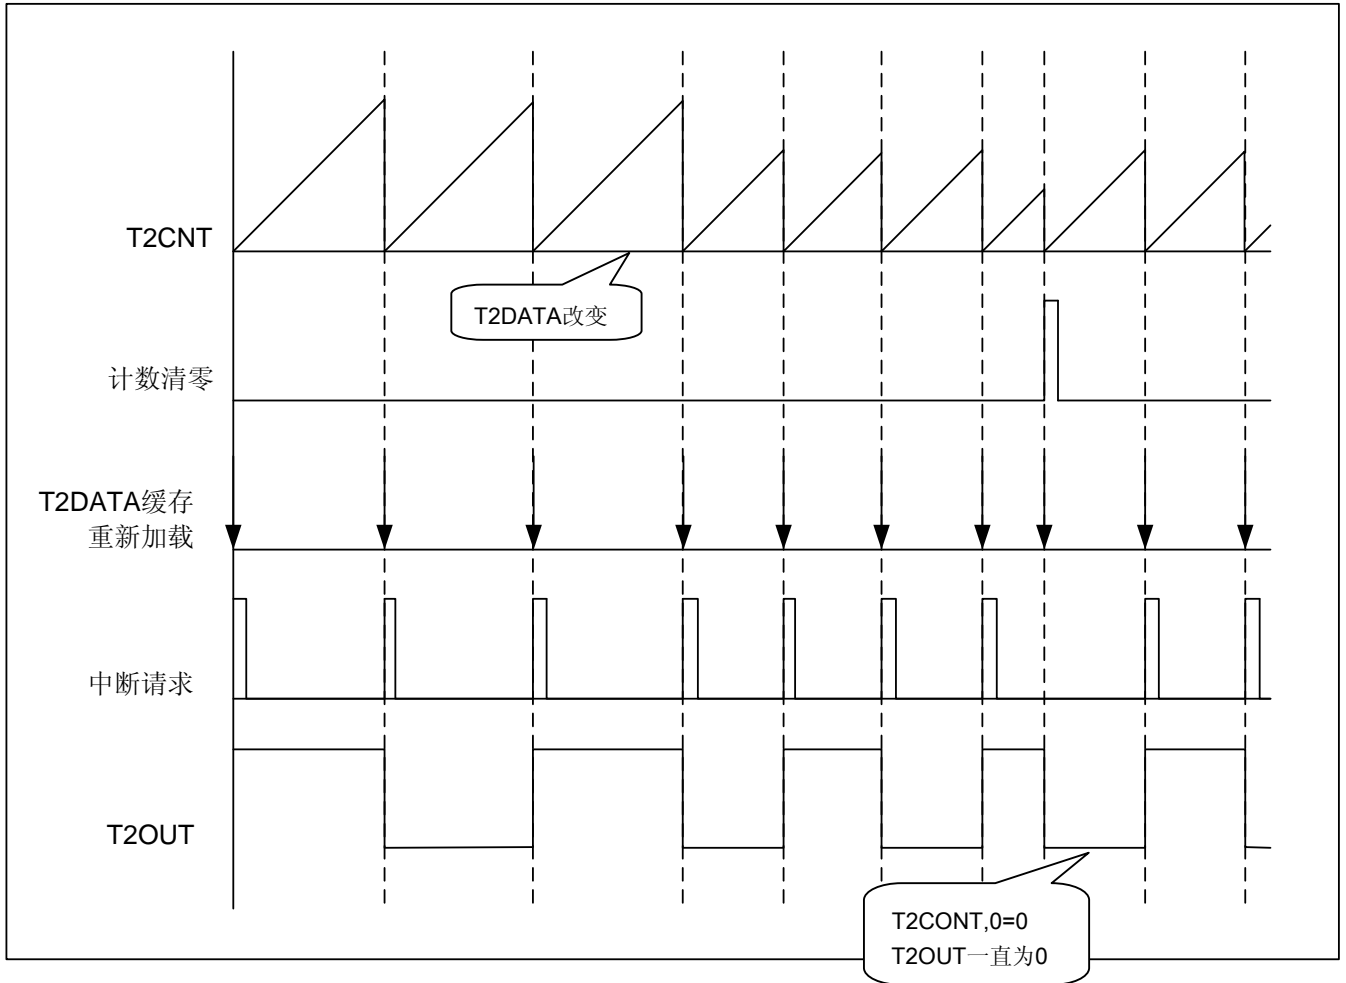 T2CNT
T2DATA改变
计数清零
T2DATA缓存
重新加载
中断请求
T2OUT
T2CONT,0=0
T2OUT一直为0